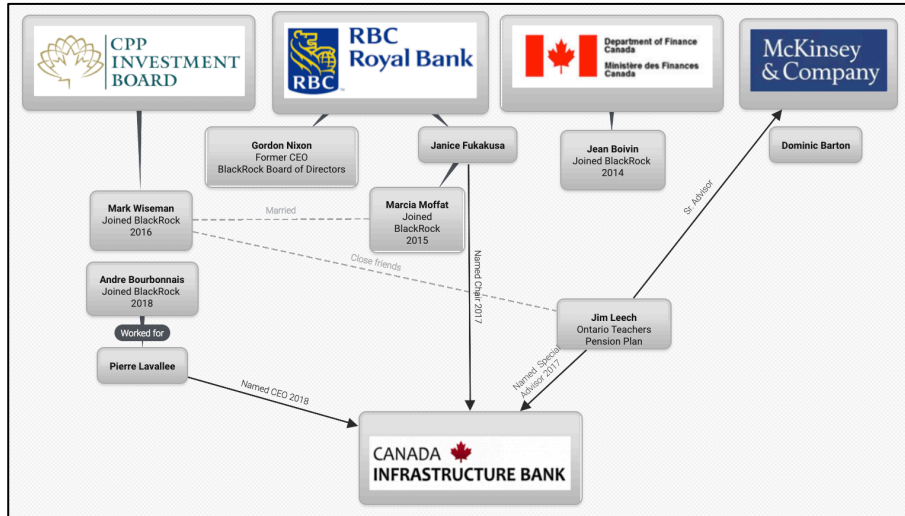 CPP
INVESTMENT
BOARD
RBC
RBC
Royal Bank
Department of Finance
Canada
Ministère des Finances
Canada
McKinsey
& Company
Gordon Nixon
Former CEO
BlackRock Board of Directors
Janice Fukakusa
Jean Boivin
Joined BlackRock
2014
Dominic Barton
Mark Wiseman
Joined BlackRock
2016
Married
Marcia Moffat
Joined
BlackRock
2015
Sr. Advisor
Close friends
Named Chair 2017
Andre Bourbonnais
Joined BlackRock
2018
Worked for
Pierre Lavallee
Jim Leech
Ontario Teachers
Pension Plan
Named Special
Advisor 2017
Named CEO 2018
CANADA
INFRASTRUCTURE BANK